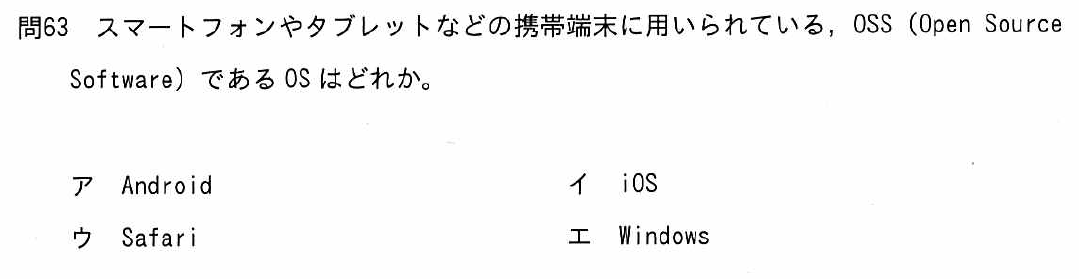 問63　スマートフォンやタブレットなどの携帯端末に用いられている，OSS（Open Source
Software）である OS はどれか。
ア　Android　イ　iOS
ウ　Safari　エ　Windows